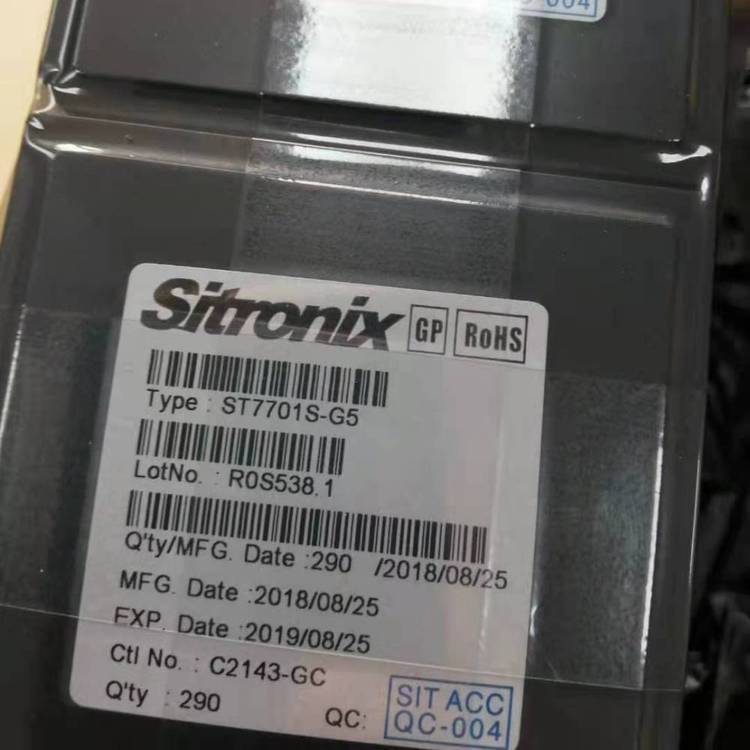 -004
Sitronix GP RoHS
Type : ST7701S-G5
LotNo. : R0S538.1
Q'ty/MFG. Date :290 /2018/08/25
MFG. Date :2018/08/25
EXP. Date :2019/08/25
Ctl No. : C2143-GC
Q'ty : 290 QC: SIT ACC
QC-004